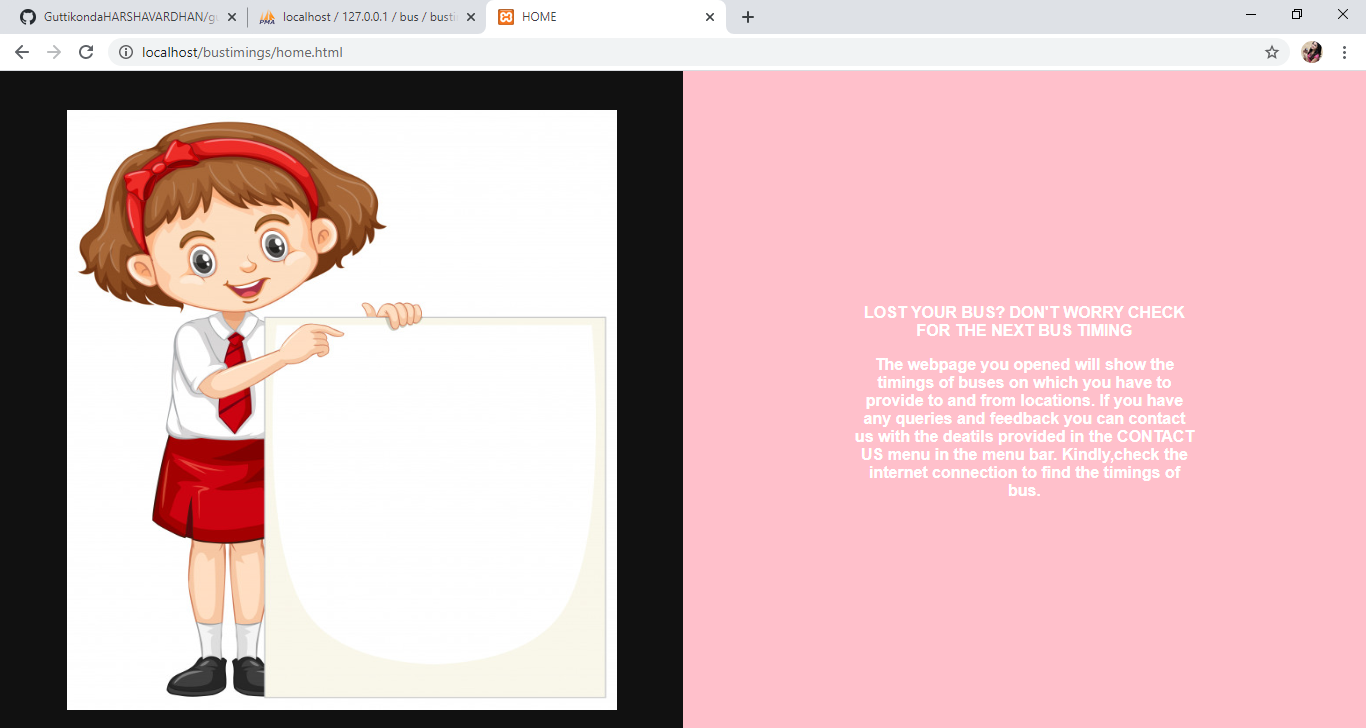 GuttikondaHARSHAVARDHAN/g
PMA
localhost / 127.0.0.1 / bus / busti
HOME
localhost/bustimings/home.html
LOST YOUR BUS? DON'T WORRY CHECK
FOR THE NEXT BUS TIMING
The webpage you opened will show the
timings of buses on which you have to
provide to and from locations. If you have
any queries and feedback you can contact
us with the deatils provided in the CONTACT
US menu in the menu bar. Kindly,check the
internet connection to find the timings of
bus.